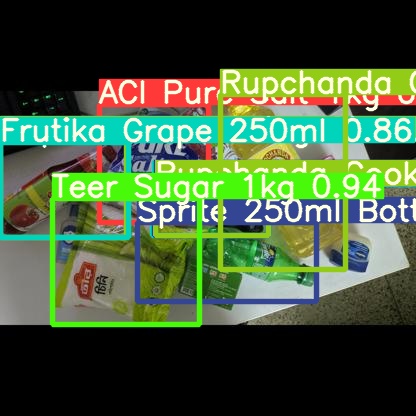 Rupchanda
ACI Pure Salt 1kg 0
Frutika Grape 250ml 0.86
Rupchanda Cook
Teer Sugar 1kg 0.94
Sprite 250ml Bott
তীর
চিনি